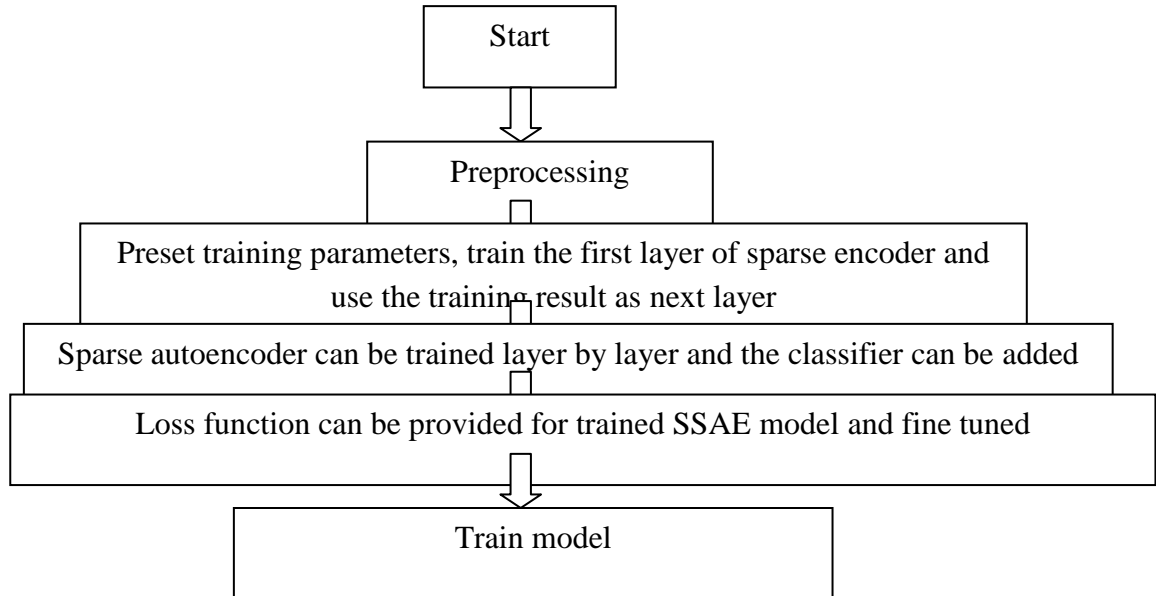 Start
Preprocessing
Preset training parameters, train the first layer of sparse encoder and
use the training result as next layer
Sparse autoencoder can be trained layer by layer and the classifier can be added
Loss function can be provided for trained SSAE model and fine tuned
Train model